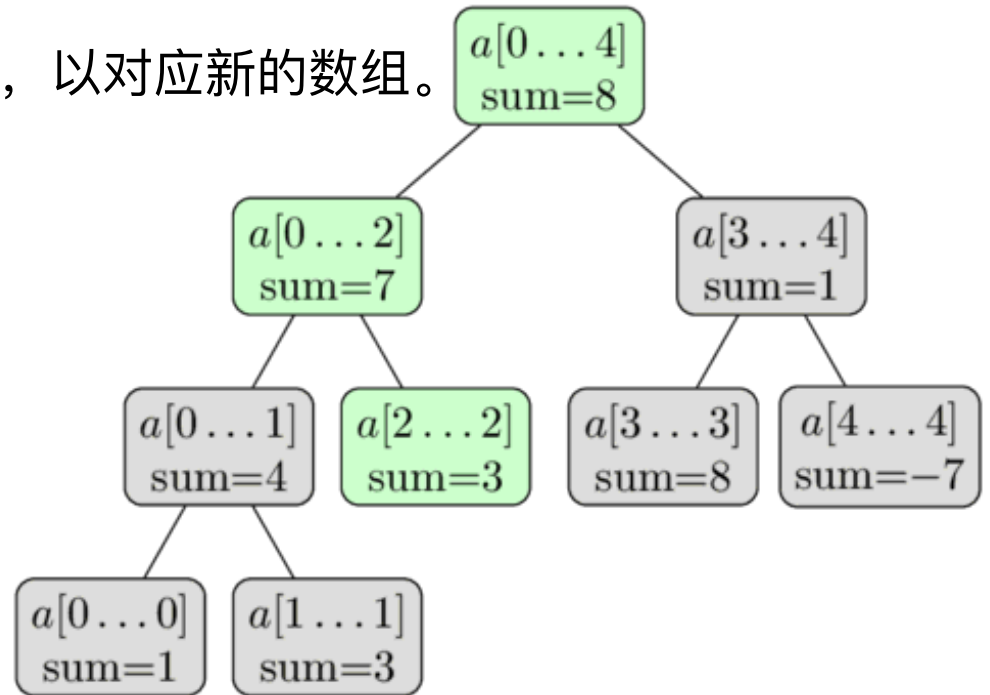 ，以对应新的数组。
a[0...4]
sum=8
a[0...2]
sum=7
a[3...4]
sum=1
a[0...1]
sum=4
a[2...2]
sum=3
a[3...3]
sum=8
a[4...4]
sum=−7
a[0...0]
sum=1
a[1...1]
sum=3